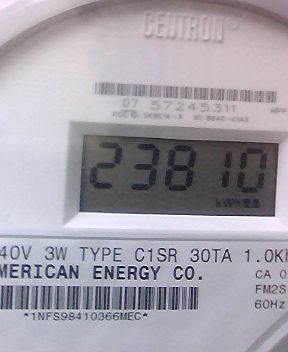 CENTRON®
07 57245311
23810
kWh
40V 3W TYPE C1SR 30TA 1.0K
MERICAN ENERGY CO.
CA 0
FM2S
60Hz
*1NFS98410366MEC*